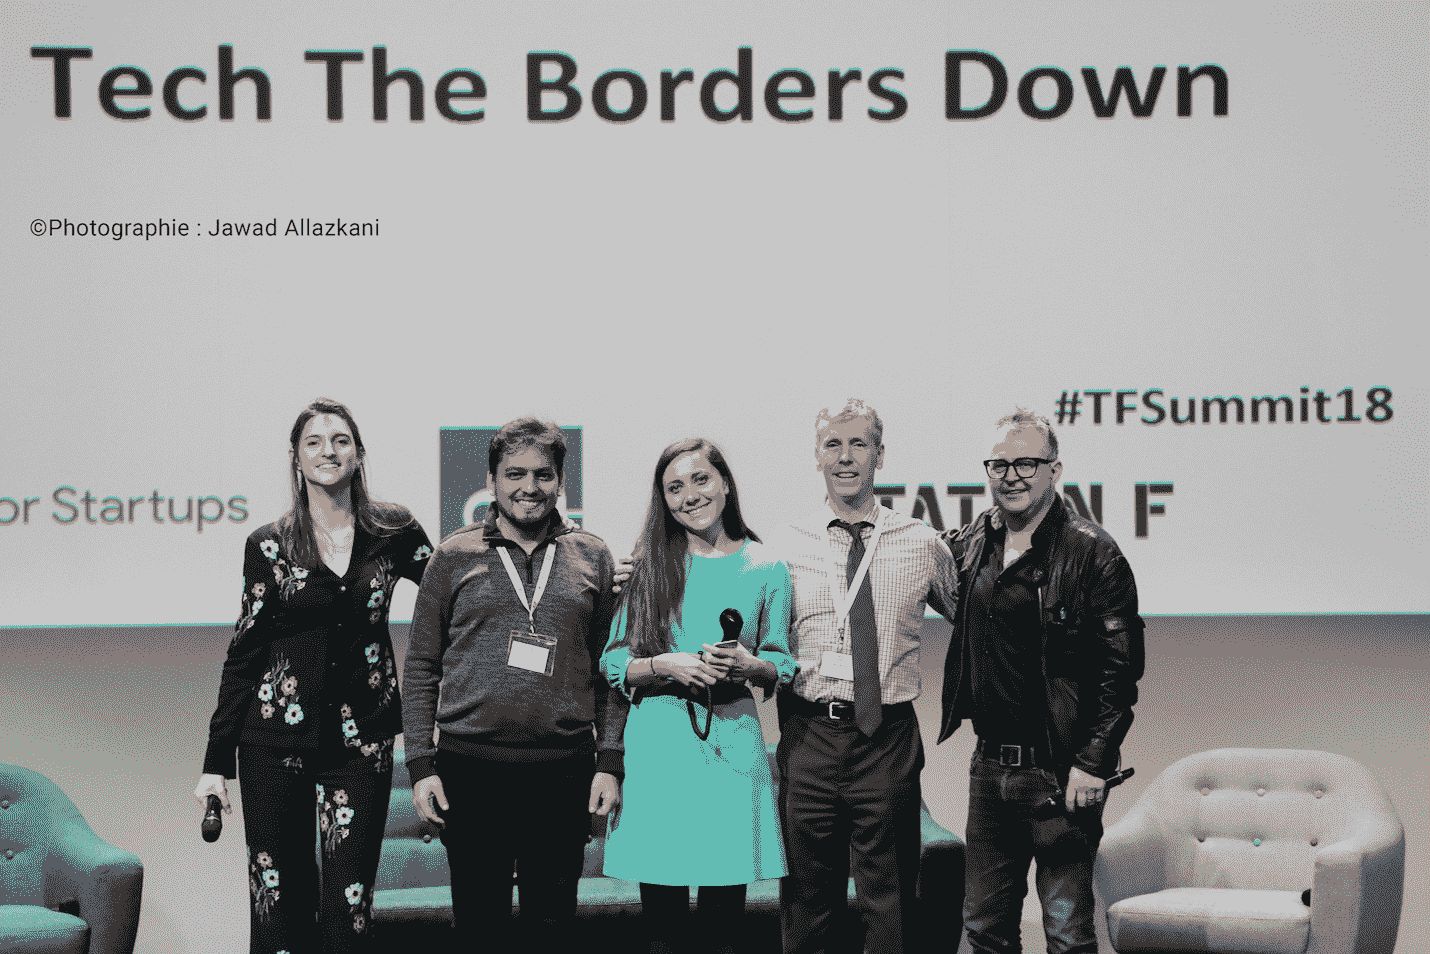 Tech The Borders Down
©Photographie : Jawad Allazkani
#TFSummit18
or Startups
F